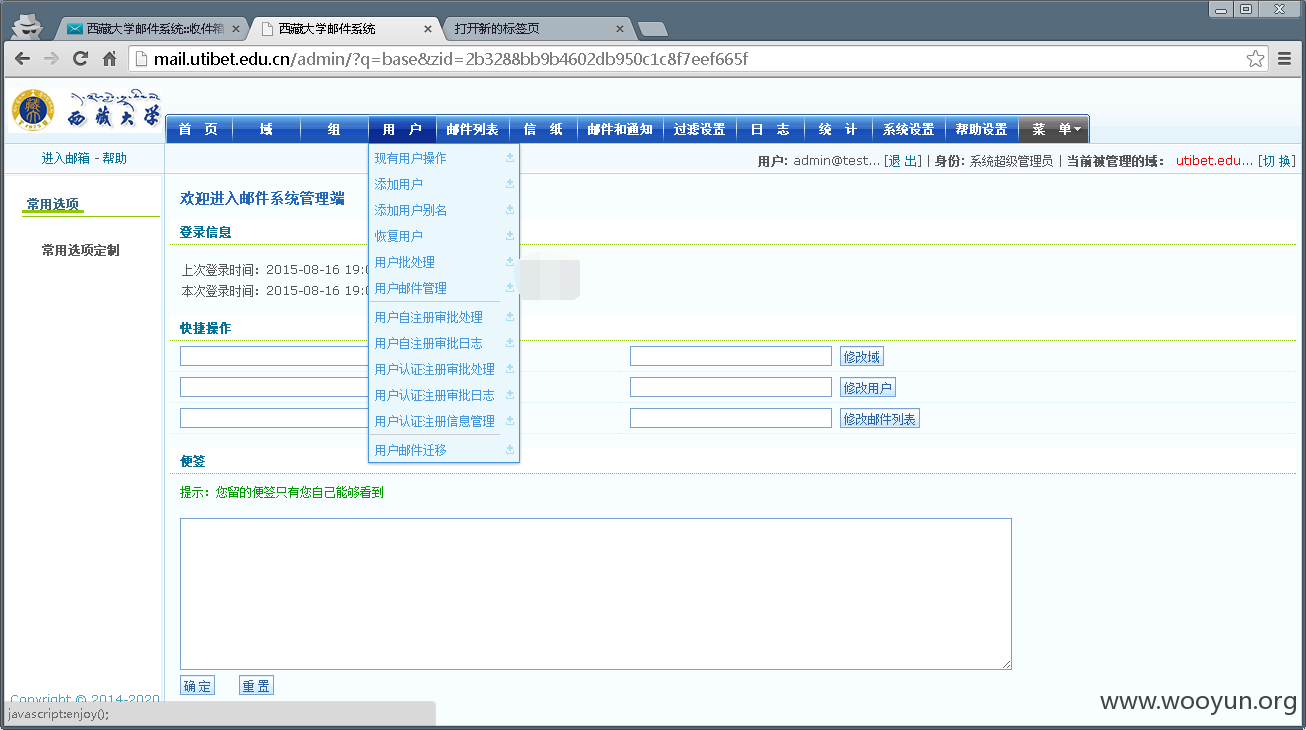 西藏大学邮件系统::收件箱
西藏大学邮件系统
打开新的标签页
mail.utibet.edu.cn/admin/?q=base&zid=2b3288bb9b4602db950c1c8f7eef665f
西藏大学
首 页 域 组 用 户 邮件列表 信 纸 邮件和通知 过滤设置 日 志 统 计 系统设置 帮助设置 菜 单
进入邮箱 - 帮助
用户: admin@test... [退 出] | 身份: 系统超级管理员 | 当前被管理的域: utibet.edu... [切 换]
常用选项
常用选项定制
欢迎进入邮件系统管理端
登录信息
上次登录时间: 2015-08-16 19:0
本次登录时间: 2015-08-16 19:0
快捷操作
现有用户操作
添加用户
添加用户别名
恢复用户
用户批处理
用户邮件管理
用户自注册审批处理
用户自注册审批日志
用户认证注册审批处理
用户认证注册审批日志
用户认证注册信息管理
用户邮件迁移
修改域
修改用户
修改邮件列表
便签
提示: 您留的便签只有您自己能够看到
确 定 重 置
Copyright © 2014-2020
javascript:enjoy();
www.wooyun.org